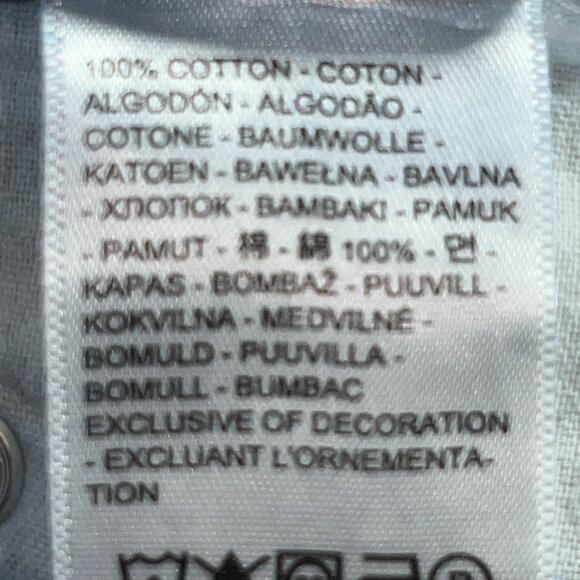 100% COTTON - COTON -
ALGODÓN - ALGODÃO -
COTONE - BAUMWOLLE -
KATOEN - BAWEŁNA - BAVLNA
- ХЛОПОК - BAMBAKI - PAMUK
- PAMUT - 棉 - 綿 100% - 면 -
KAPAS - BOMBAŽ - PUUVILL -
KOKVILNA - MEDVILNĖ -
BOMULD - PUUVILLA -
BOMULL - BUMBAC
EXCLUSIVE OF DECORATION
- EXCLUANT L'ORNEMENTA-
TION